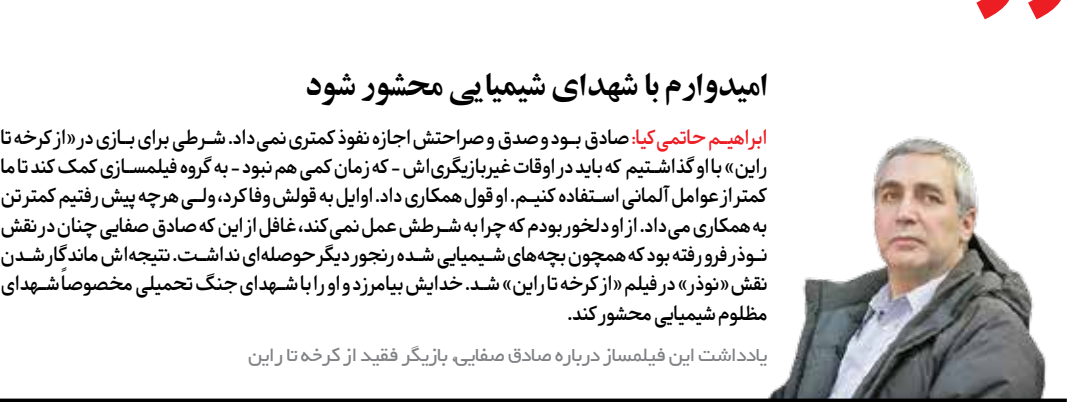 امیدوارم با شهدای شیمیایی محشور شود
ابراهیم حاتمی‌کیا: صادق بود و صدق و صراحتش اجازه نفوذ کمتری نمی‌داد. شرطی برای بازی در «از کرخه تا
راین» با او گذاشتیم که باید در اوقات غیربازیگری‌اش - که زمان کمی هم نبود - به گروه فیلمسازی کمک کند تا ما
کمتر از عوامل آلمانی استفاده کنیم. او قول همکاری داد. اوایل به قولش وفا کرد، ولی هرچه پیش رفتیم کمتر تن
به همکاری می‌داد. از او دلخور بودم که چرا به شرطش عمل نمی‌کند، غافل از این که صادق صفایی چنان در نقش
نوذر فرو رفته بود که همچون بچه‌های شیمیایی شده رنجور دیگر حوصله‌ای نداشت. نتیجه‌اش ماندگار شدن
نقش «نوذر» در فیلم «از کرخه تا راین» شد. خدایش بیامرزد و او را با شهدای جنگ تحمیلی مخصوصاً شهدای
مظلوم شیمیایی محشور کند.
یادداشت این فیلمساز درباره صادق صفایی، بازیگر فقید از کرخه تا راین